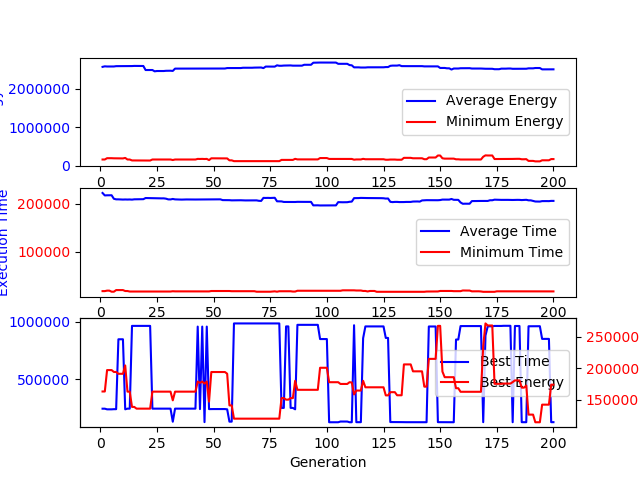 2000000
1000000
0
Average Energy
Minimum Energy
0 25 50 75 100 125 150 175 200
Execution Time
200000
100000
Average Time
Minimum Time
0 25 50 75 100 125 150 175 200
1000000
500000
250000
200000
150000
Best Time
Best Energy
0 25 50 75 100 125 150 175 200
Generation